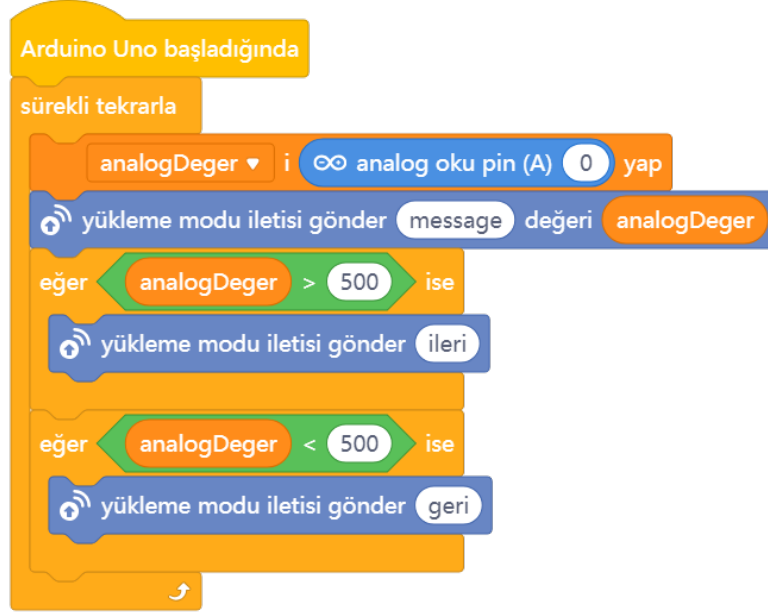 Arduino Uno başladığında
sürekli tekrarla
analogDeger i analog oku pin (A) 0 yap
yükleme modu iletisi gönder message değeri analogDeger
eğer analogDeger > 500 ise
yükleme modu iletisi gönder ileri
eğer analogDeger < 500 ise
yükleme modu iletisi gönder geri